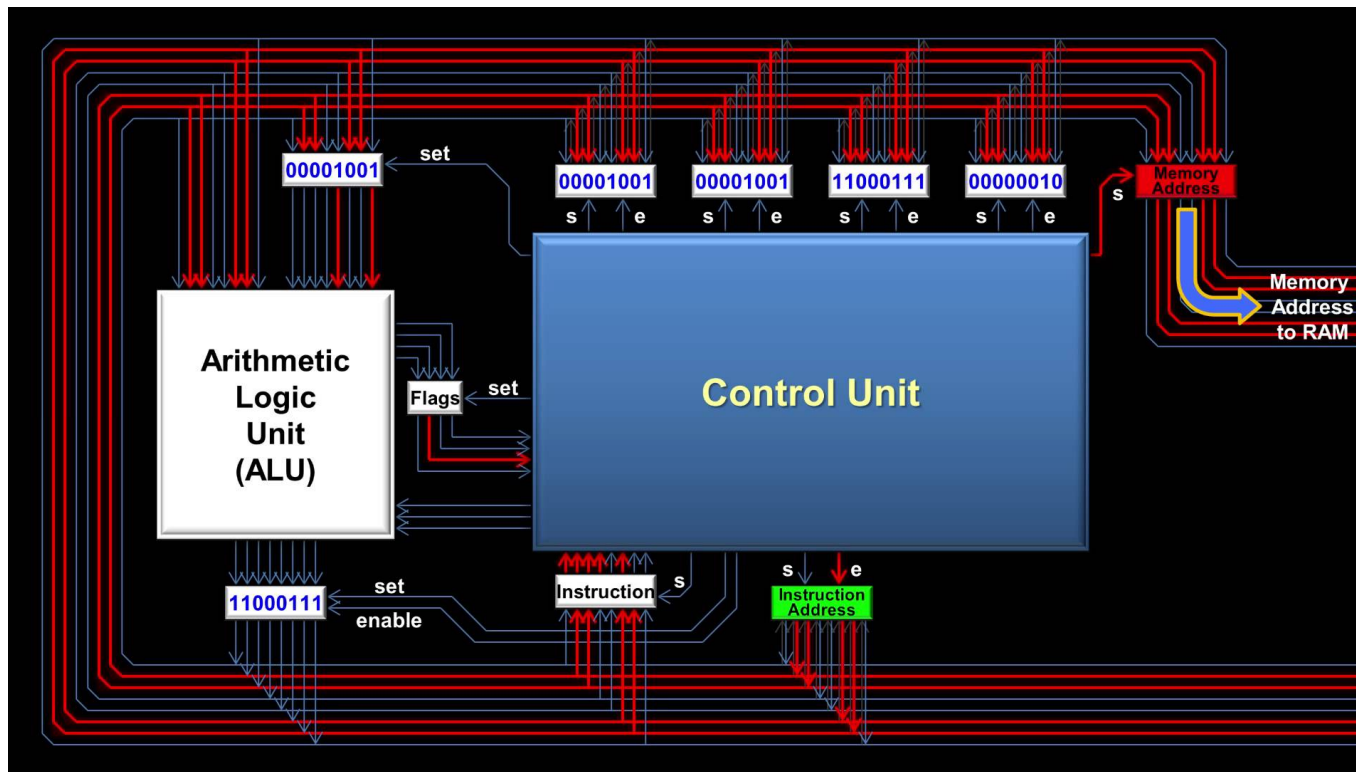 00001001
set
00001001
00001001
11000111
00000010
Memory
Address
s
e
s
e
s
e
s
e
s
Arithmetic
Logic
Unit
(ALU)
Flags
set
Control Unit
Memory
Address
to RAM
Instruction
s
s
e
Instruction
Address
11000111
set
enable